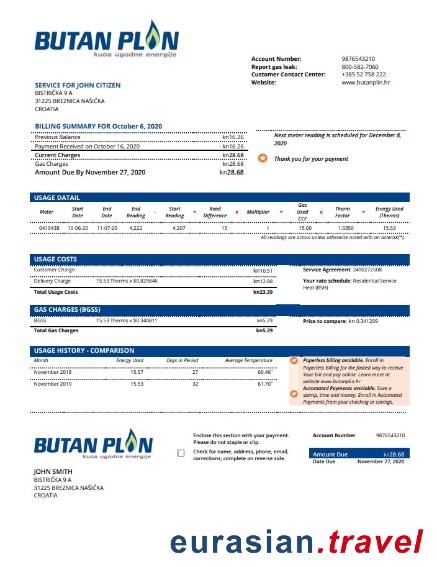 BUTAN PLIN
kuća ugodne energije
Account Number: 9876543210
Report gas leak: 800-582-7060
Customer Contact Center: +385 52 758 222
Website: www.butanplin.hr
SERVICE FOR JOHN CITIZEN
BISTRIČKA 9 A
31225 BREZNICA NAŠIČKA
CROATIA
BILLING SUMMARY FOR October 6, 2020
Previous Balance kn16.26
Payment Received on October 16, 2020 -kn16.26
Current Charges kn28.68
Gas Charges kn28.68
Amount Due By November 27, 2020 kn28.68
Next meter reading is scheduled for December 8,
2020
Thank you for your payment
USAGE DATAIL
Meter Start Date End Date End Reading - Start Reading = Read Difference x Multiplier = Gas Used CCF x Therm Factor = Energy Used (Therms)
0419438 10-06-20 11-07-20 4,222 4,207 15 1 15.00 1.0350 15.53
All readings are actual unless otherwise noted with an asterisk(*).
USAGE COSTS
Customer Charge kn10.51
Delivery Charge 15.53 Therms x $0.829846 kn12.88
Total Usage Costs kn23.39
Service Agreement: 2490272508
Your rate schedule: Residential Service
Heat (RSH)
GAS CHARGES (BGSS)
BGSS 15.53 Therms x $0.340811 kn5.29
Total Gas Charges kn5.29
Price to compare: kn 0.341209
USAGE HISTORY - COMPARISON
Month Energy Used Days in Period Average Temperature
November 2018 15.57 27 60.46°
November 2019 15.53 32 61.70°
Paperless billing available. Enroll in
Paperless Billing for the fastest way to receive
Your bill and pay online. Learn more at
website www.butanplin.hr
Automated Payments available. Save a
stamp, time and money. Enroll in Automated
Payments from your checking or savings.
BUTAN PLIN
kuća ugodne energije
Enclose this section with your payment.
Please do not staple or clip.
Check for name, address, phone, email,
corrections; complete on reverse side.
Account Number 9876543210
Amount Due kn28.68
Due Date November 27, 2020
JOHN SMITH
BISTRIČKA 9 A
31225 BREZNICA NAŠIČKA
CROATIA
eurasian.travel